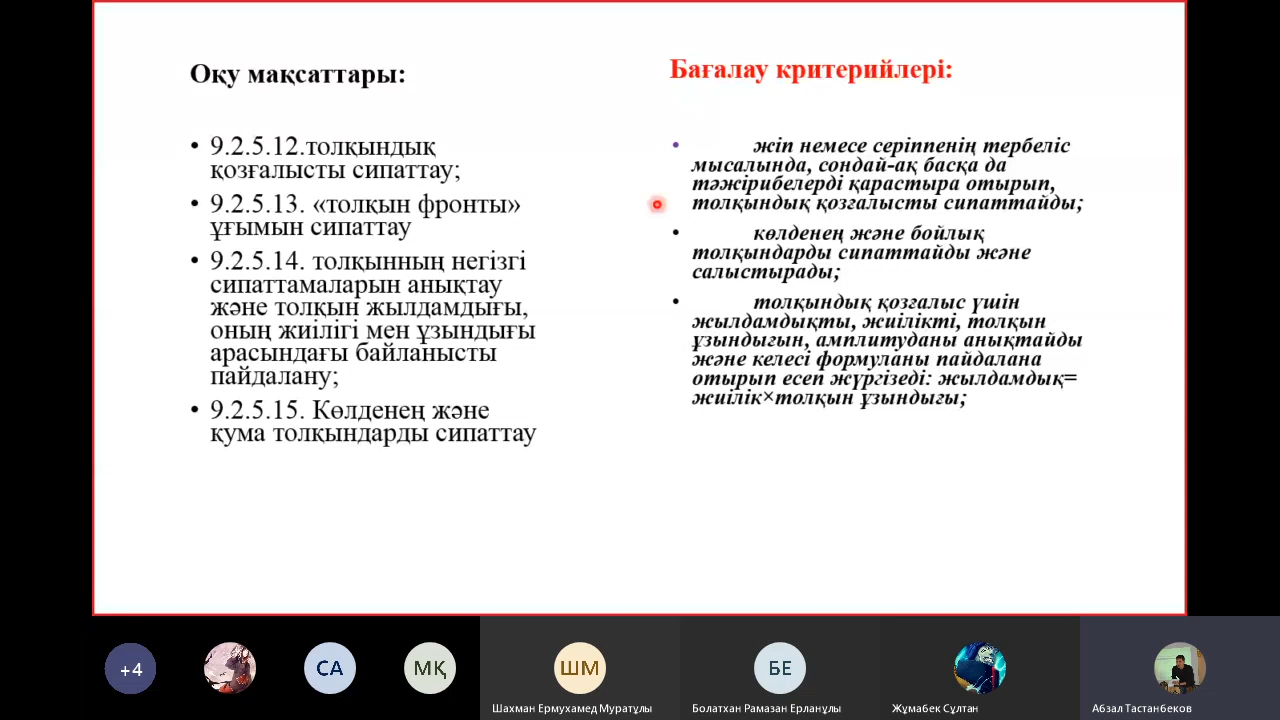 Оқу мақсаттары:
• 9.2.5.12.толқындық
қозғалысты сипаттау;
• 9.2.5.13. «толқын фронты»
ұғымын сипаттау
• 9.2.5.14. толқынның негізгі
сипаттамаларын анықтау
және толқын жылдамдығы,
оның жиілігі мен ұзындығы
арасындағы байланысты
пайдалану;
• 9.2.5.15. Көлденең және
қума толқындарды сипаттау
Бағалау критерийлері:
• жіп немесе серіппенің тербеліс
мысалында, сондай-ақ басқа да
тәжірибелерді қарастыра отырып,
толқындық қозғалысты сипаттайды;
• көлденең және бойлық
толқындарды сипаттайды және
салыстырады;
• толқындық қозғалыс үшін
жылдамдықты, жиілікті, толқын
ұзындығын, амплитуданы анықтайды
және келесі формуланы пайдалана
отырып есеп жүргізеді: жылдамдық=
жиілік×толқын ұзындығы;
+4
СА
МҚ
ШМ
БЕ
Шахман Ермухамед Муратұлы
Болатхан Рамазан Ерланұлы
Жұмабек Сұлтан
Абзал Тастанбеков